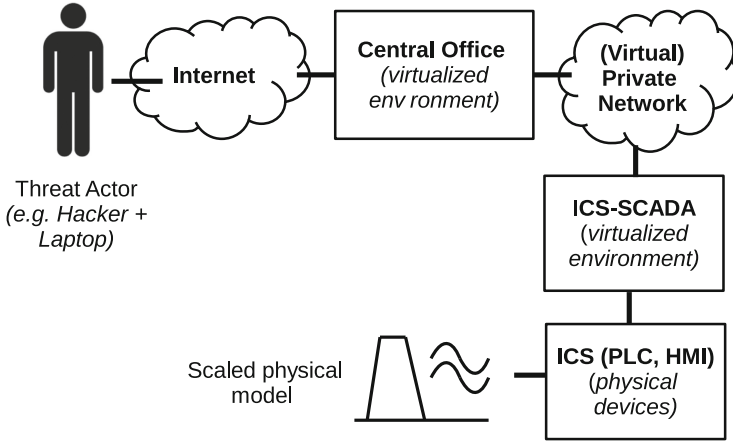 Internet
Central Office
(virtualized
env ronment)
(Virtual)
Private
Network
Threat Actor
(e.g. Hacker +
Laptop)
ICS-SCADA
(virtualized
environment)
Scaled physical
model
ICS (PLC, HMI)
(physical
devices)